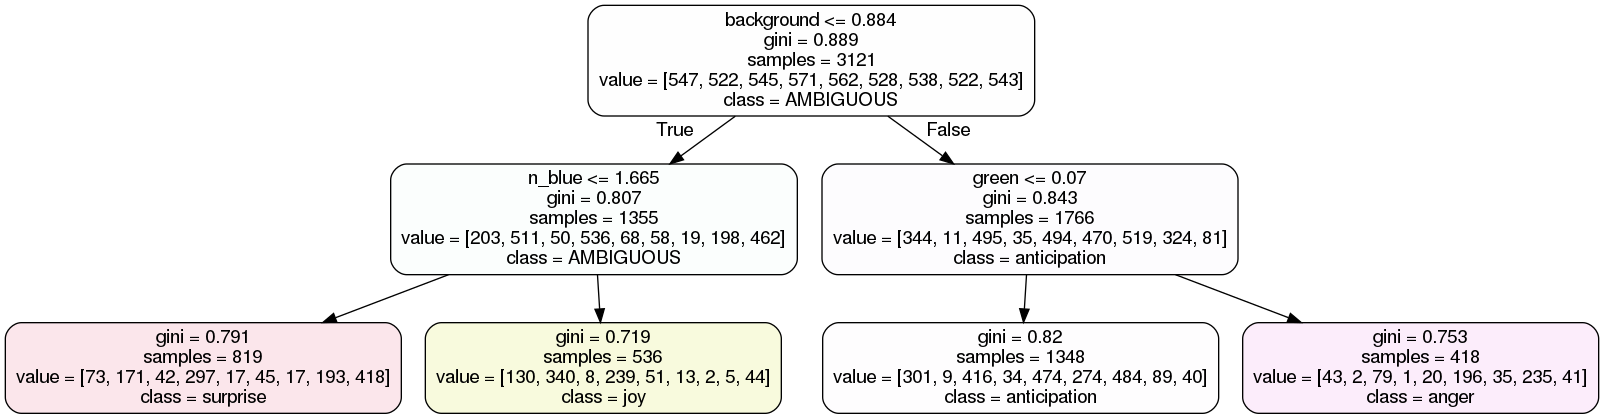 background <= 0.884
gini = 0.889
samples = 3121
value = [547, 522, 545, 571, 562, 528, 538, 522, 543]
class = AMBIGUOUS
True
False
n_blue <= 1.665
gini = 0.807
samples = 1355
value = [203, 511, 50, 536, 68, 58, 19, 198, 462]
class = AMBIGUOUS
green <= 0.07
gini = 0.843
samples = 1766
value = [344, 11, 495, 35, 494, 470, 519, 324, 81]
class = anticipation
gini = 0.791
samples = 819
value = [73, 171, 42, 297, 17, 45, 17, 193, 418]
class = surprise
gini = 0.719
samples = 536
value = [130, 340, 8, 239, 51, 13, 2, 5, 44]
class = joy
gini = 0.82
samples = 1348
value = [301, 9, 416, 34, 474, 274, 484, 89, 40]
class = anticipation
gini = 0.753
samples = 418
value = [43, 2, 79, 1, 20, 196, 35, 235, 41]
class = anger